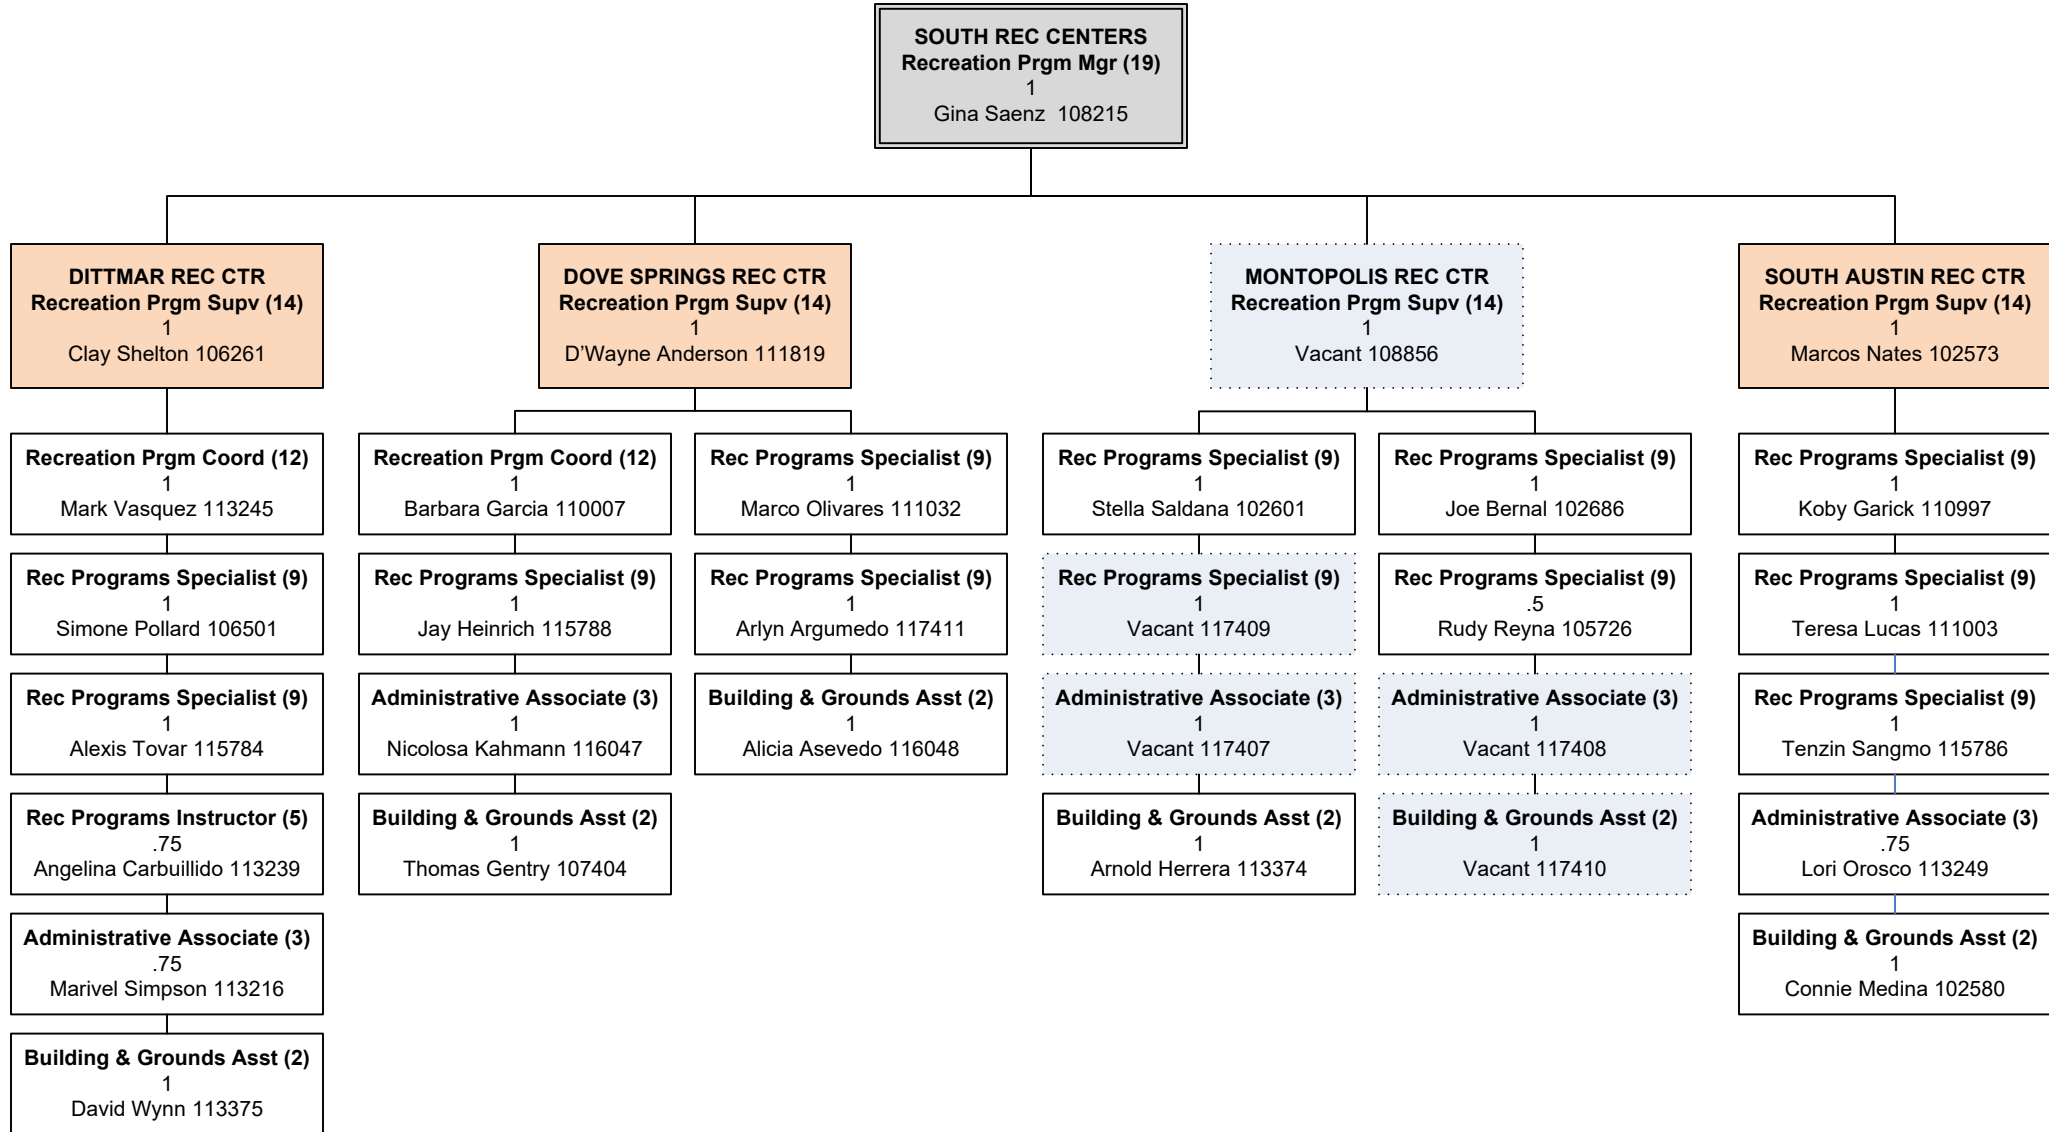 SOUTH REC CENTERS
Recreation Prgm Mgr (19)
1
Gina Saenz  108215
DITTMAR REC CTR
Recreation Prgm Supv (14)
1
Clay Shelton 106261
DOVE SPRINGS REC CTR
Recreation Prgm Supv (14)
1
D’Wayne Anderson 111819
MONTOPOLIS REC CTR
Recreation Prgm Supv (14)
1
Vacant 108856
SOUTH AUSTIN REC CTR
Recreation Prgm Supv (14)
1
Marcos Nates 102573
Recreation Prgm Coord (12)
1
Mark Vasquez 113245
Rec Programs Specialist (9)
1
Simone Pollard 106501
Rec Programs Specialist (9)
1
Alexis Tovar 115784
Rec Programs Instructor (5)
.75
Angelina Carbuillido 113239
Administrative Associate (3)
.75
Marivel Simpson 113216
Building & Grounds Asst (2)
1
David Wynn 113375
Recreation Prgm Coord (12)
1
Barbara Garcia 110007
Rec Programs Specialist (9)
1
Jay Heinrich 115788
Administrative Associate (3)
1
Nicolosa Kahmann 116047
Building & Grounds Asst (2)
1
Thomas Gentry 107404
Rec Programs Specialist (9)
1
Marco Olivares 111032
Rec Programs Specialist (9)
1
Arlyn Argumedo 117411
Building & Grounds Asst (2)
1
Alicia Asevedo 116048
Rec Programs Specialist (9)
1
Stella Saldana 102601
Rec Programs Specialist (9)
1
Vacant 117409
Administrative Associate (3)
1
Vacant 117407
Building & Grounds Asst (2)
1
Arnold Herrera 113374
Rec Programs Specialist (9)
1
Joe Bernal 102686
Rec Programs Specialist (9)
.5
Rudy Reyna 105726
Administrative Associate (3)
1
Vacant 117408
Building & Grounds Asst (2)
1
Vacant 117410
Rec Programs Specialist (9)
1
Koby Garick 110997
Rec Programs Specialist (9)
1
Teresa Lucas 111003
Rec Programs Specialist (9)
1
Tenzin Sangmo 115786
Administrative Associate (3)
.75
Lori Orosco 113249
Building & Grounds Asst (2)
1
Connie Medina 102580